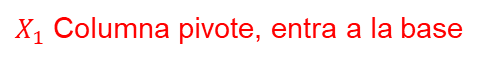 X₁ Columna pivote, entra a la base